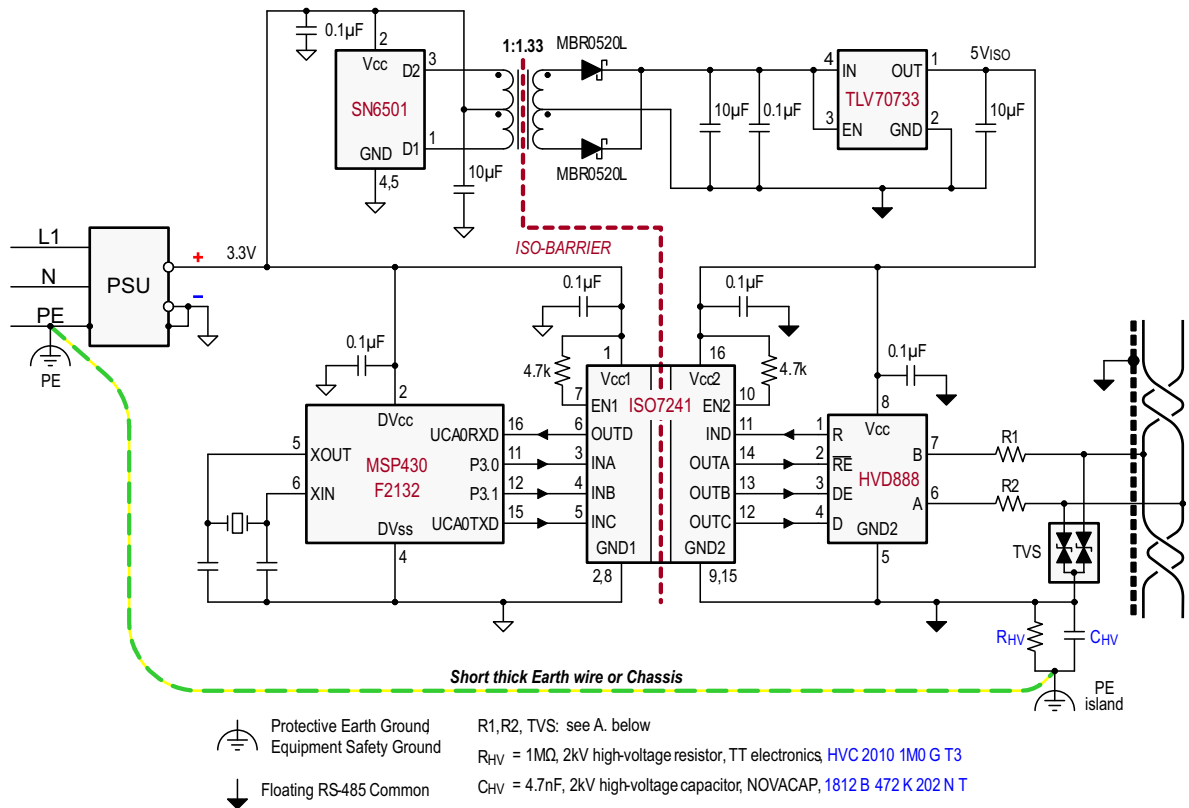 0.1µF
2
Vcc
D2
3
SN6501
D1
1
GND
4,5
10µF
1:1.33
MBR0520L
MBR0520L
10µF
0.1µF
4
IN
OUT
1
TLV70733
3
EN
GND
2
5VISO
10µF
ISO-BARRIER
L1
N
PE
PSU
+
–
3.3V
PE
0.1µF
0.1µF
0.1µF
0.1µF
4.7k
4.7k
1
16
Vcc1
Vcc2
7
EN1
ISO7241
EN2
10
2
DVcc
5
XOUT
MSP430
F2132
6
XIN
UCA0RXD
16
6
OUTD
IND
11
1
R
P3.0
11
3
INA
OUTA
14
2
RE
P3.1
12
4
INB
OUTB
13
3
DE
UCA0TXD
15
5
INC
OUTC
12
4
D
DVss
4
GND1
GND2
2,8
9,15
8
Vcc
HVD888
B
7
A
6
GND2
5
R1
R2
TVS
RHV
CHV
Short thick Earth wire or Chassis
PE
island
Protective Earth Ground,
Equipment Safety Ground
Floating RS-485 Common
R1,R2, TVS: see A. below
RHV = 1MΩ, 2kV high-voltage resistor, TT electronics, HVC 2010 1M0 G T3
CHV = 4.7nF, 2kV high-voltage capacitor, NOVACAP, 1812 B 472 K 202 N T